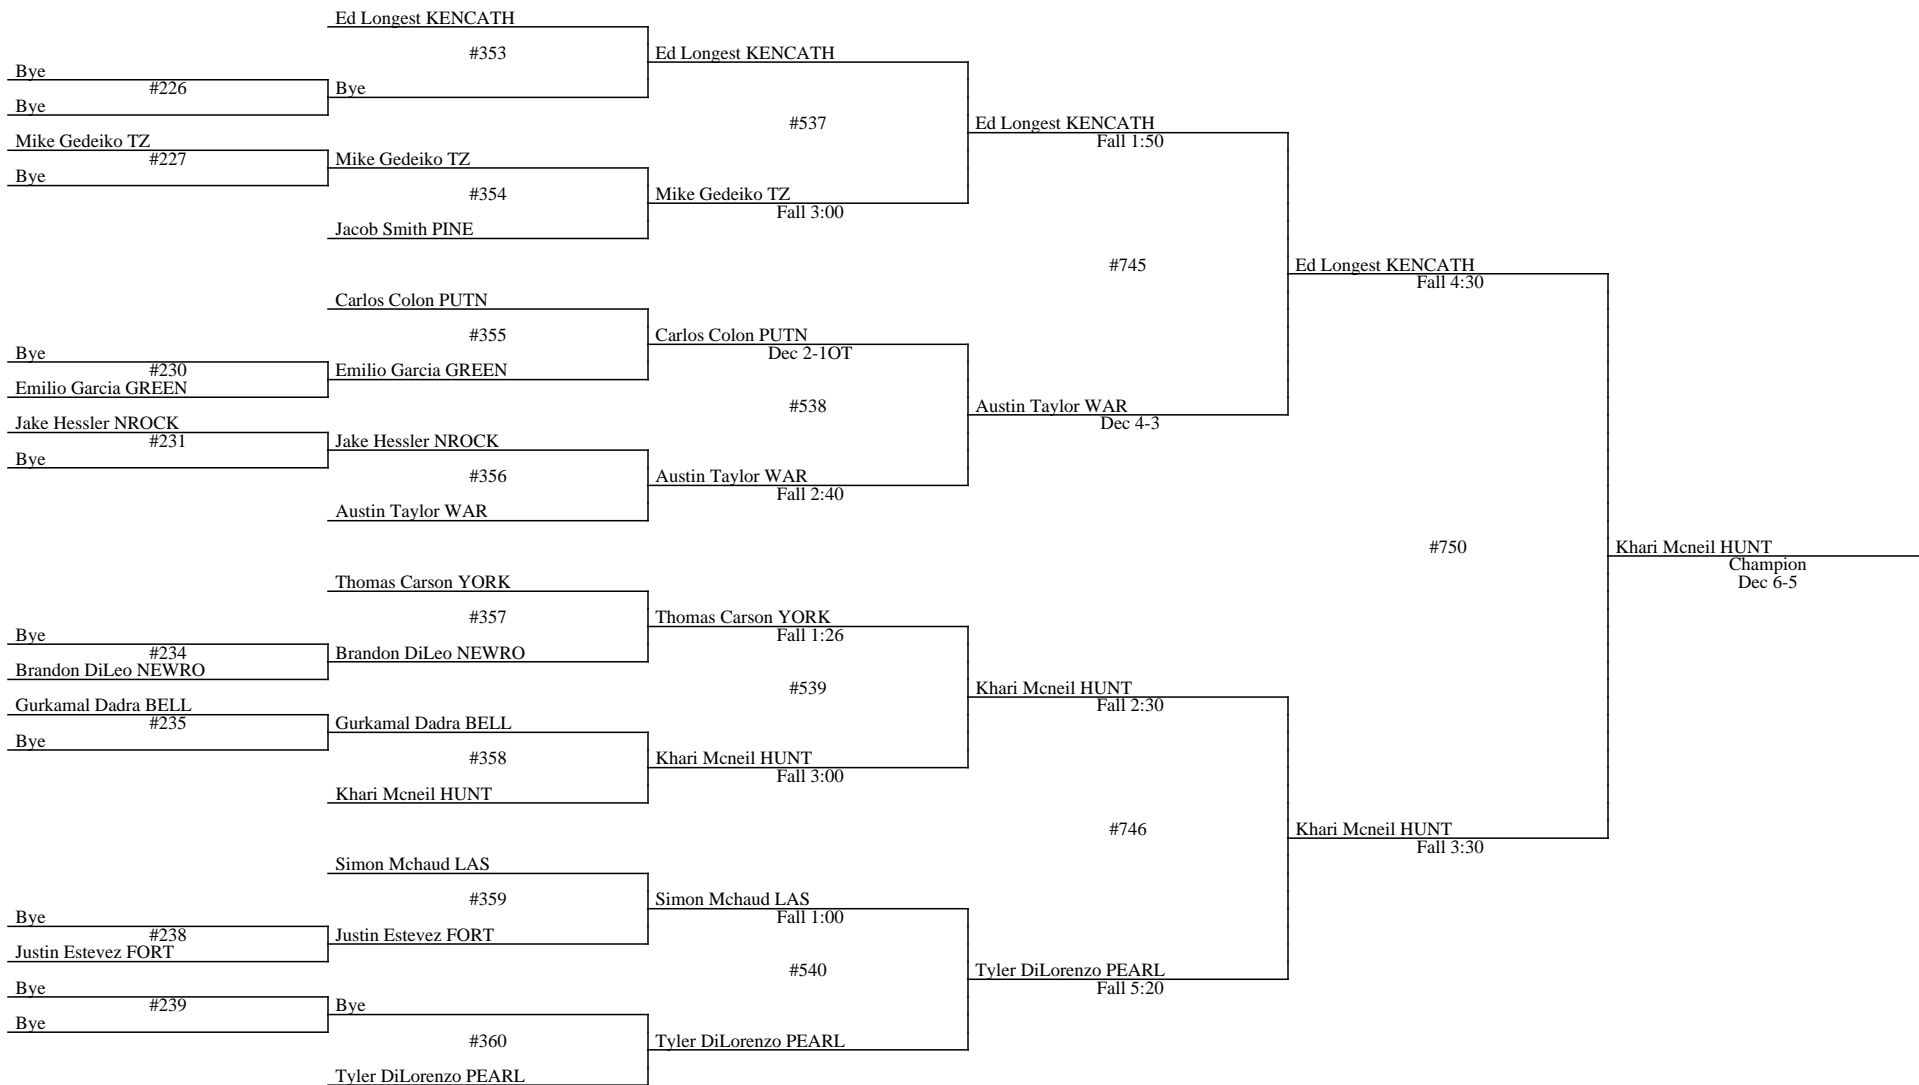 Ed Longest KENCATH
#353
Ed Longest KENCATH
Bye
#226
Bye
Bye
Mike Gedeiko TZ
#227
Bye
#537
Ed Longest KENCATH
Fall 1:50
Mike Gedeiko TZ
#354
Mike Gedeiko TZ
Fall 3:00
Jacob Smith PINE
#745
Ed Longest KENCATH
Fall 4:30
Carlos Colon PUTN
#355
Carlos Colon PUTN
Dec 2-1OT
Bye
#230
Emilio Garcia GREEN
Emilio Garcia GREEN
#538
Austin Taylor WAR
Dec 4-3
Jake Hessler NROCK
#231
Bye
Jake Hessler NROCK
#356
Austin Taylor WAR
Fall 2:40
Austin Taylor WAR
#750
Khari Mcneil HUNT
Champion
Dec 6-5
Thomas Carson YORK
#357
Thomas Carson YORK
Fall 1:26
Bye
#234
Brandon DiLeo NEWRO
Brandon DiLeo NEWRO
#539
Khari Mcneil HUNT
Fall 2:30
Gurkamal Dadra BELL
#235
Bye
Gurkamal Dadra BELL
#358
Khari Mcneil HUNT
Fall 3:00
Khari Mcneil HUNT
#746
Khari Mcneil HUNT
Fall 3:30
Simon Mchaud LAS
#359
Simon Mchaud LAS
Fall 1:00
Bye
#238
Justin Estevez FORT
Justin Estevez FORT
#540
Tyler DiLorenzo PEARL
Fall 5:20
Bye
#239
Bye
Bye
#360
Tyler DiLorenzo PEARL
Tyler DiLorenzo PEARL